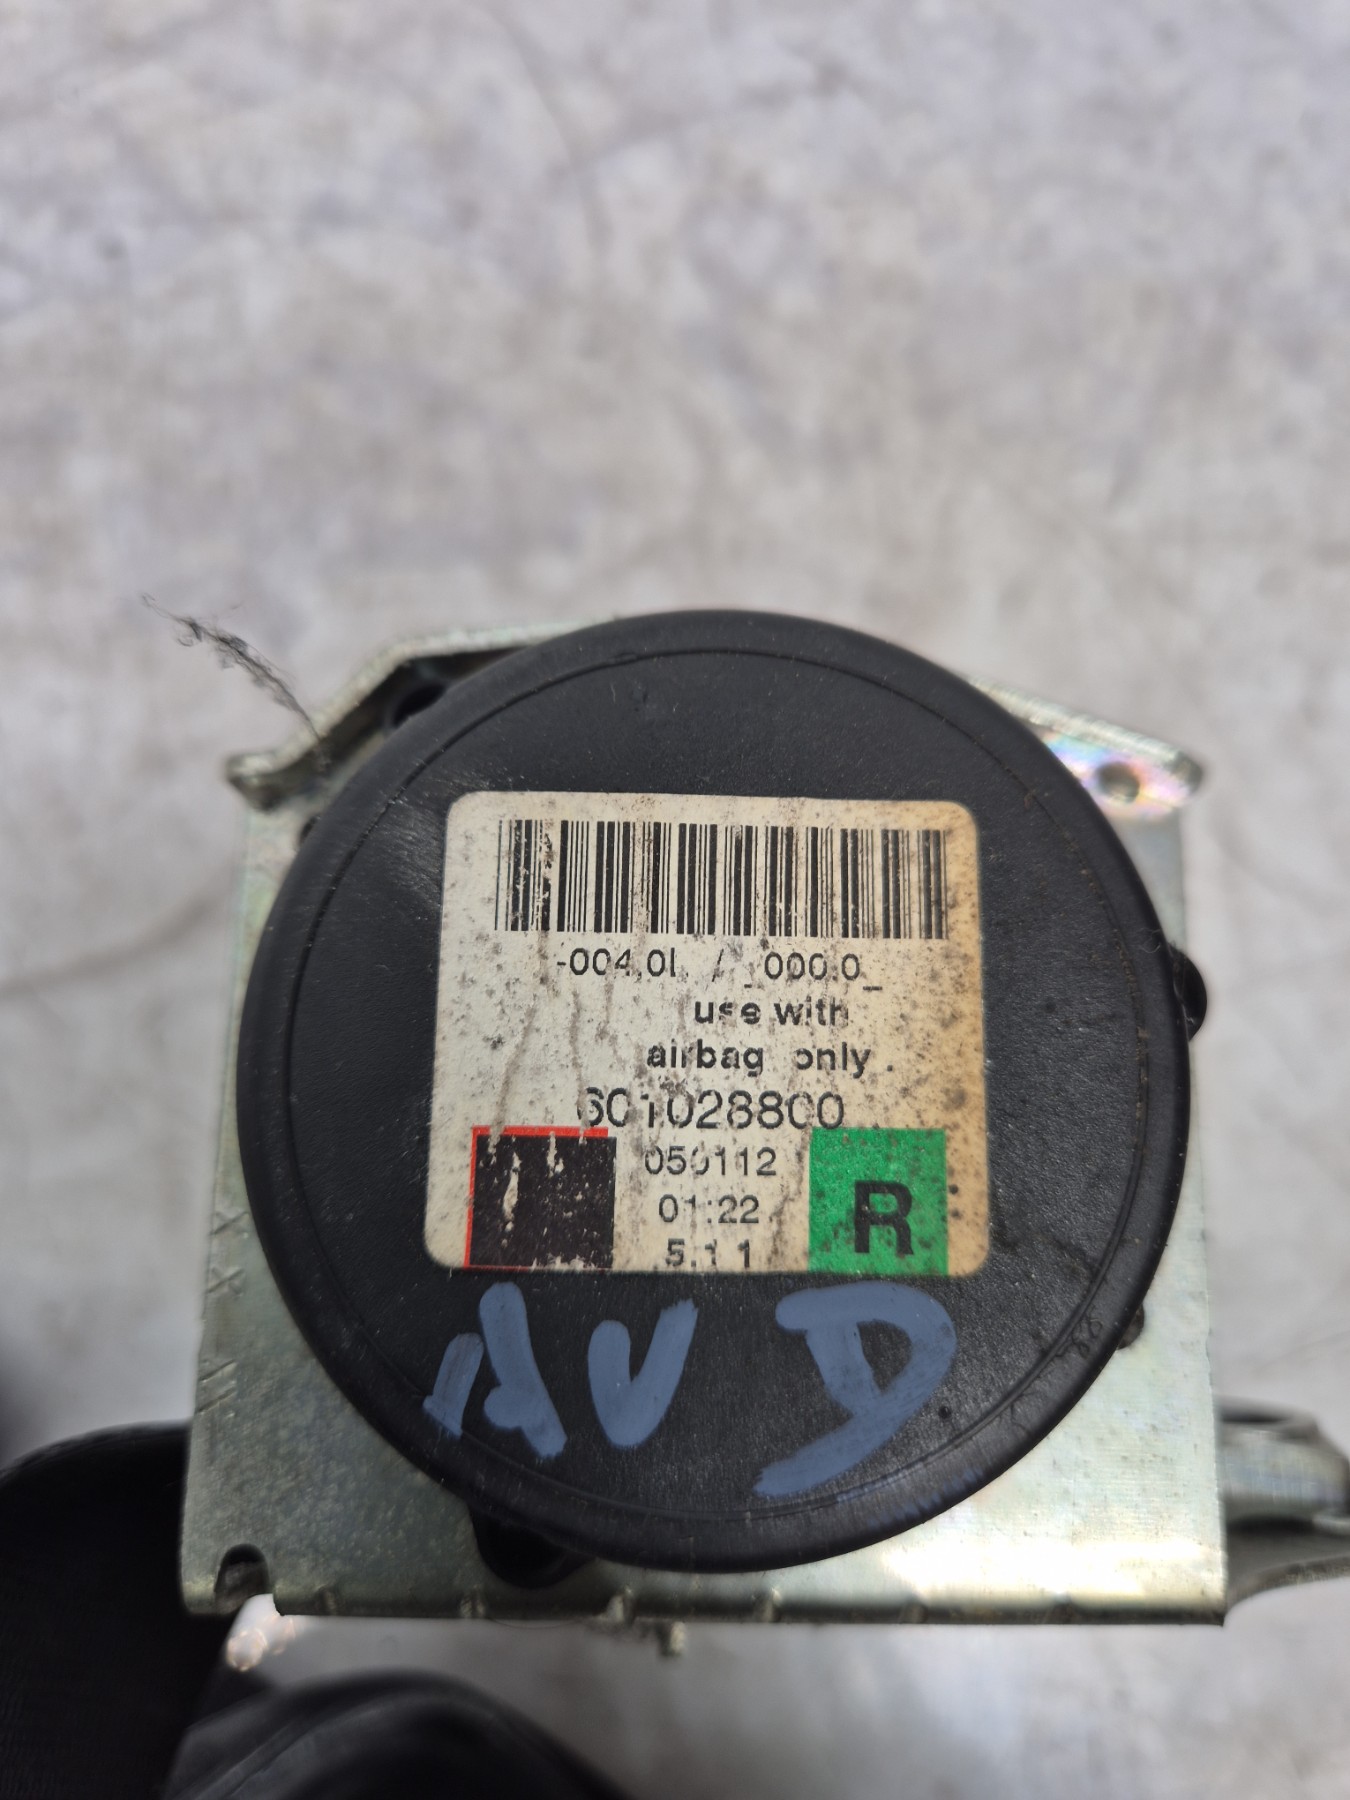 -004.0l / _000.0_
use with
airbag only.
601028800
050112
01:22
5.1 1
R
AV D